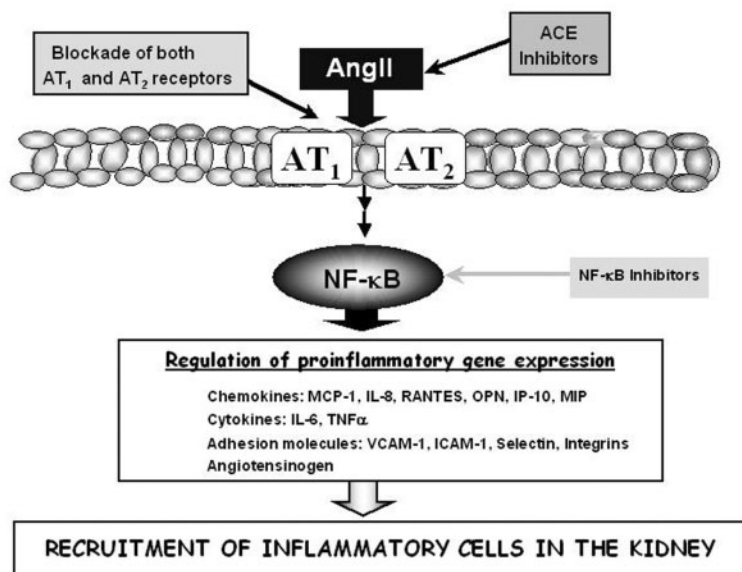 Blockade of both
AT₁ and AT₂ receptors
AngII
ACE
Inhibitors
AT₁
AT₂
NF-κB
NF-κB Inhibitors
Regulation of proinflammatory gene expression
Chemokines: MCP-1, IL-8, RANTES, OPN, IP-10, MIP
Cytokines: IL-6, TNFα
Adhesion molecules: VCAM-1, ICAM-1, Selectin, Integrins
Angiotensinogen
RECRUITMENT OF INFLAMMATORY CELLS IN THE KIDNEY